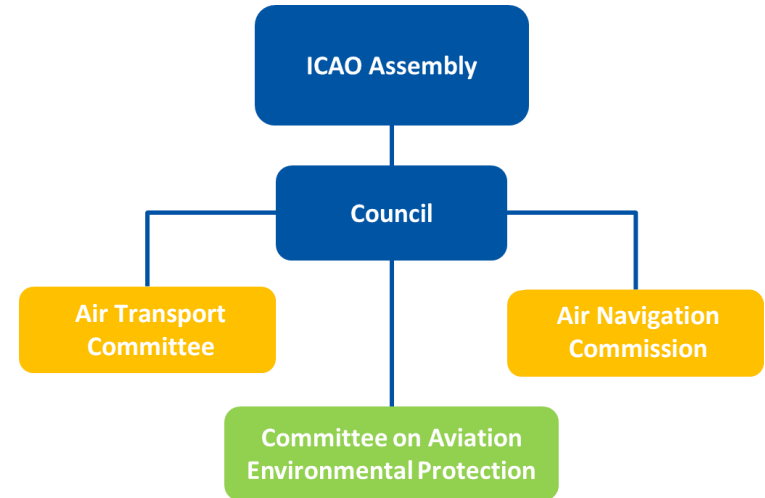 ICAO Assembly
Council
Air Transport
Committee
Air Navigation
Commission
Committee on Aviation
Environmental Protection